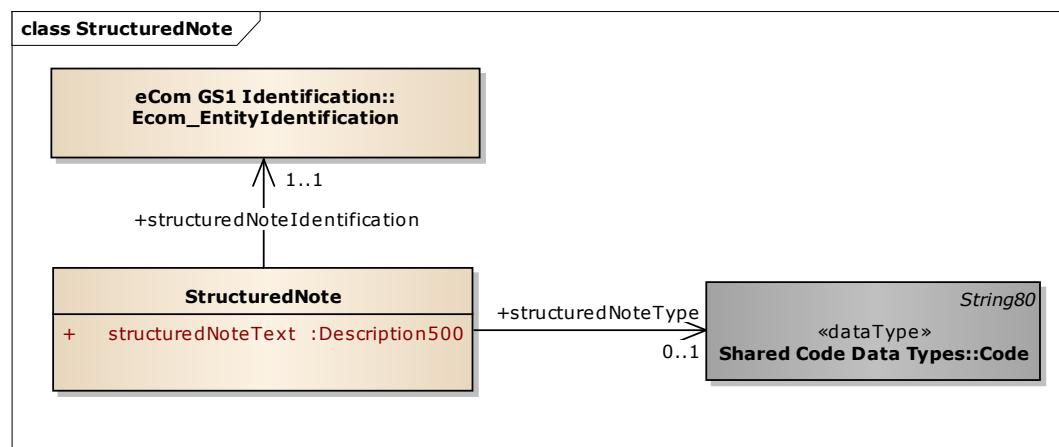 class StructuredNote
eCom GS1 Identification::
Ecom_EntityIdentification
1..1
+structuredNoteIdentification
StructuredNote
+ structuredNoteText :Description500
+structuredNoteType
0..1
String80
«dataType»
Shared Code Data Types::Code